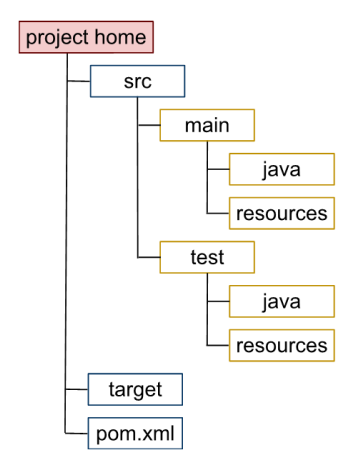 project home
src
main
java
resources
test
java
resources
target
pom.xml